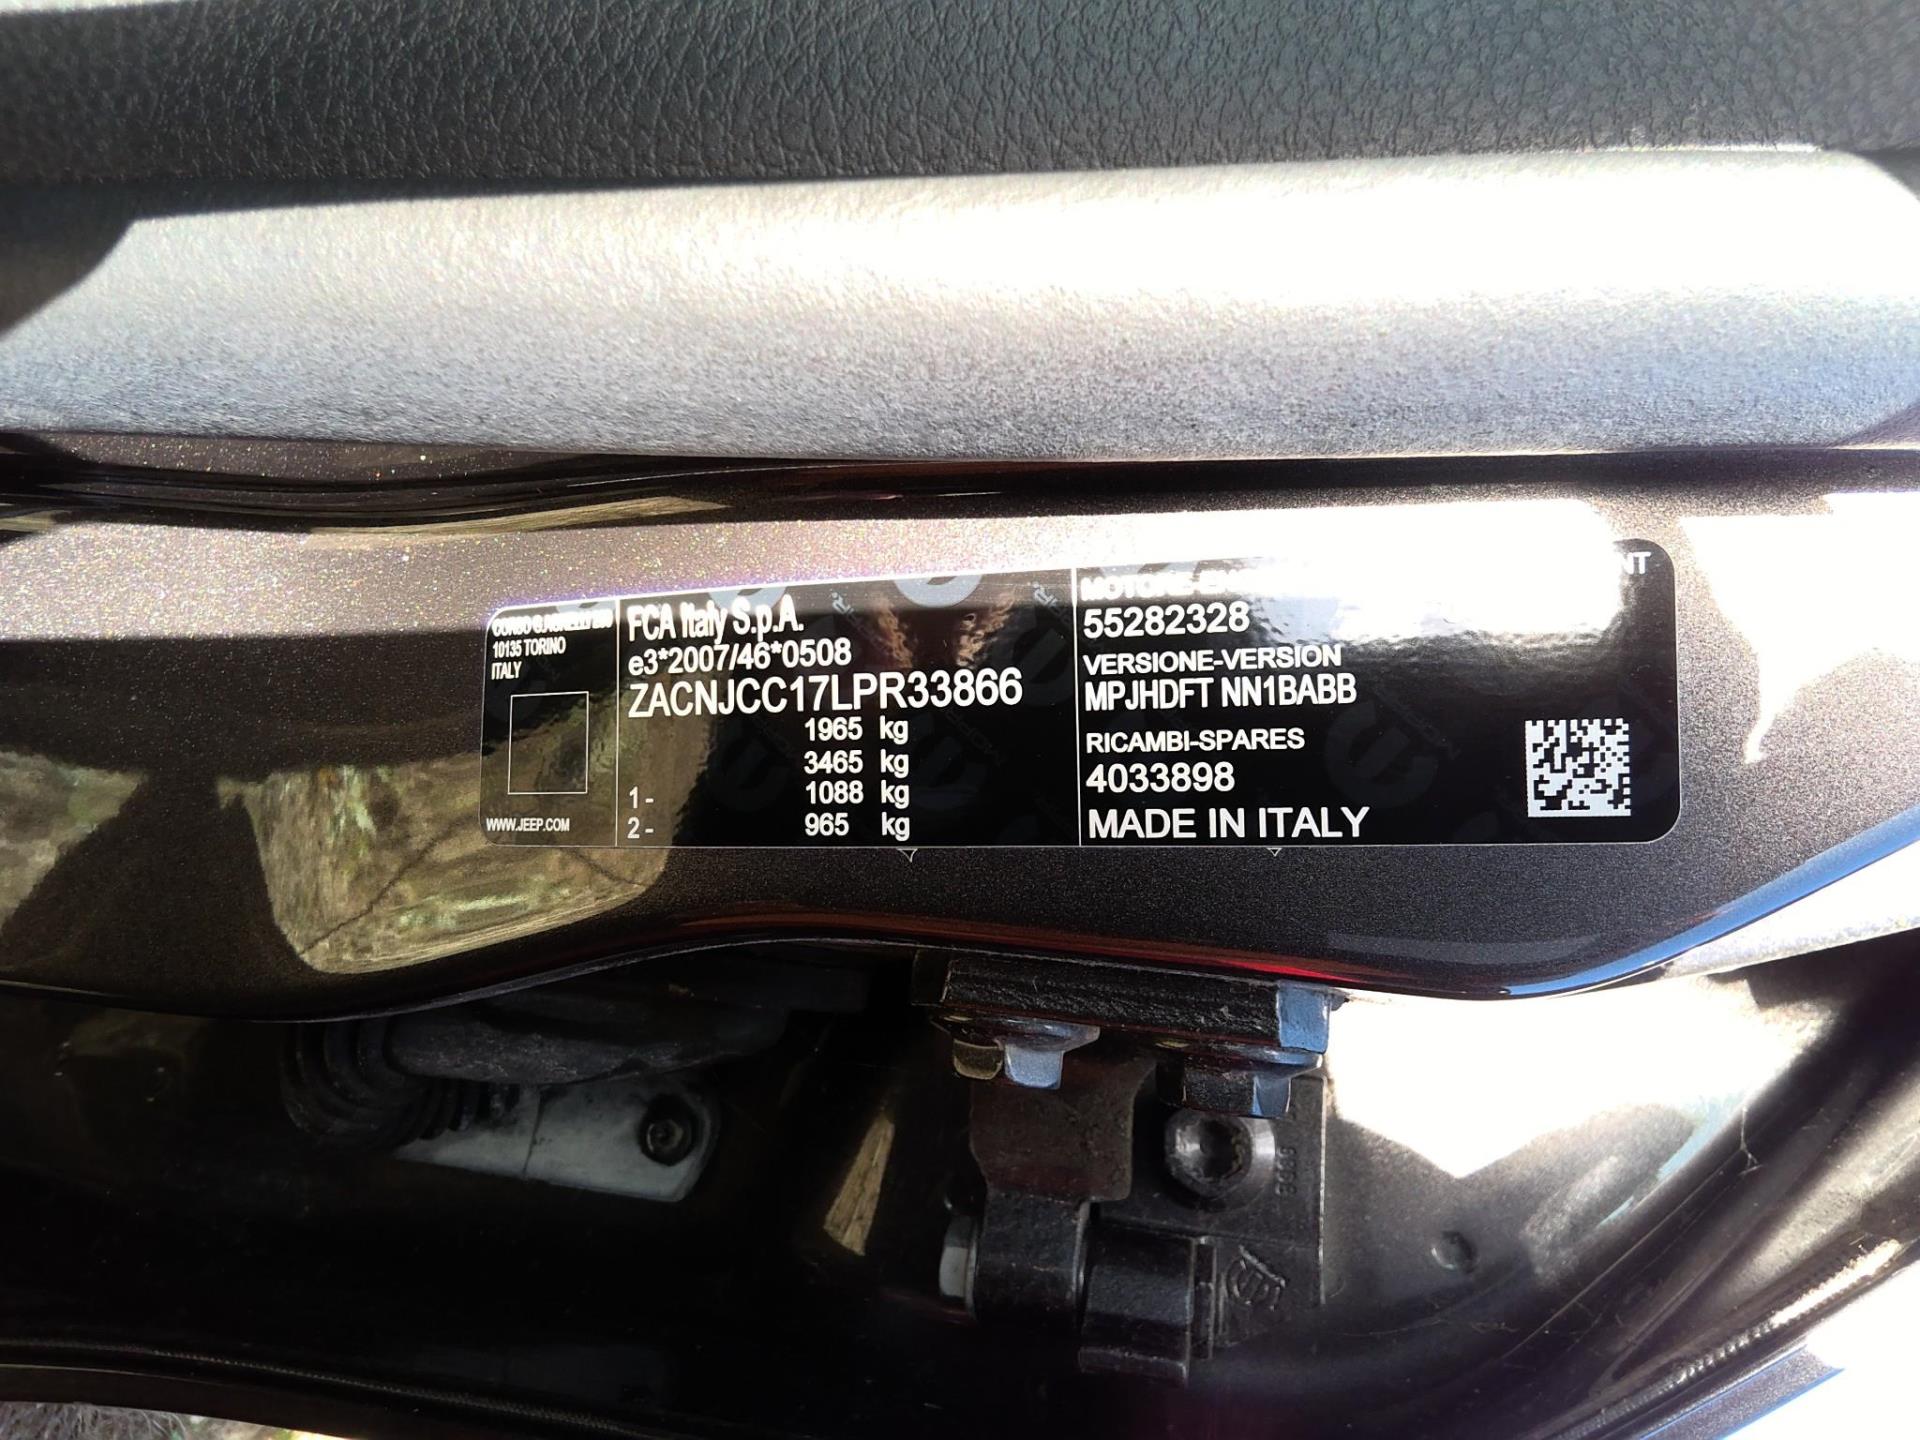 10135 TORINO
ITALY
WWW.JEEP.COM
FCA Italy S.p.A.
e3*2007/46*0508
ZACNJCC17LPR33866
1965 kg
3465 kg
1- 1088 kg
2- 965 kg
55282328
VERSIONE-VERSION
MPJHDFT NN1BABB
RICAMBI-SPARES
4033898
MADE IN ITALY